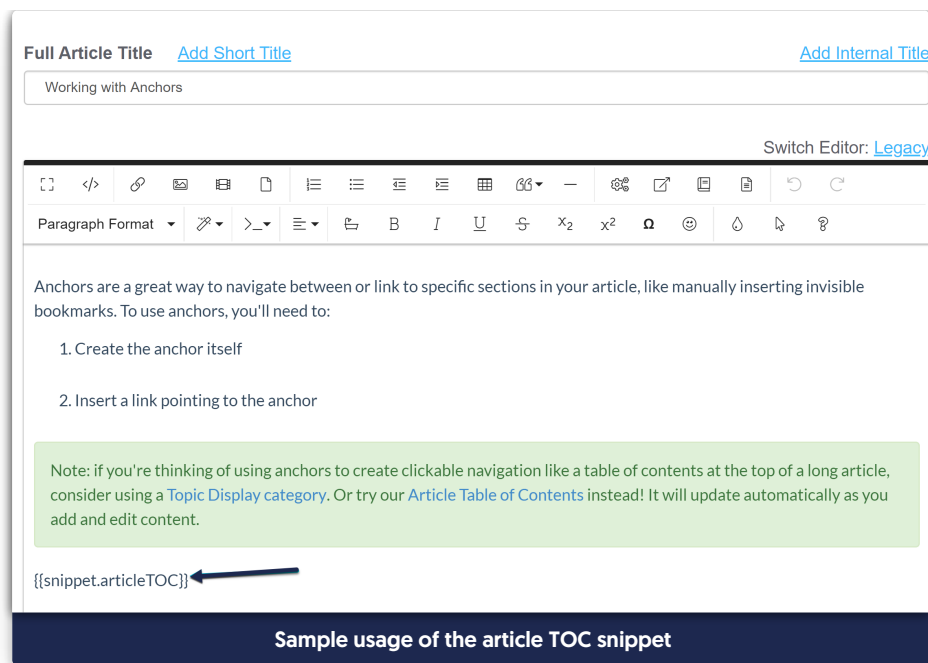 Full Article Title Add Short Title Add Internal Title
Working with Anchors
Switch Editor: Legacy
</> 
Paragraph Format >_ B I U S X2 X2 Ω
Anchors are a great way to navigate between or link to specific sections in your article, like manually inserting invisible
bookmarks. To use anchors, you'll need to:
1. Create the anchor itself
2. Insert a link pointing to the anchor
Note: if you're thinking of using anchors to create clickable navigation like a table of contents at the top of a long article,
consider using a Topic Display category. Or try our Article Table of Contents instead! It will update automatically as you
add and edit content.
{{snippet.articleTOC}}
Sample usage of the article TOC snippet